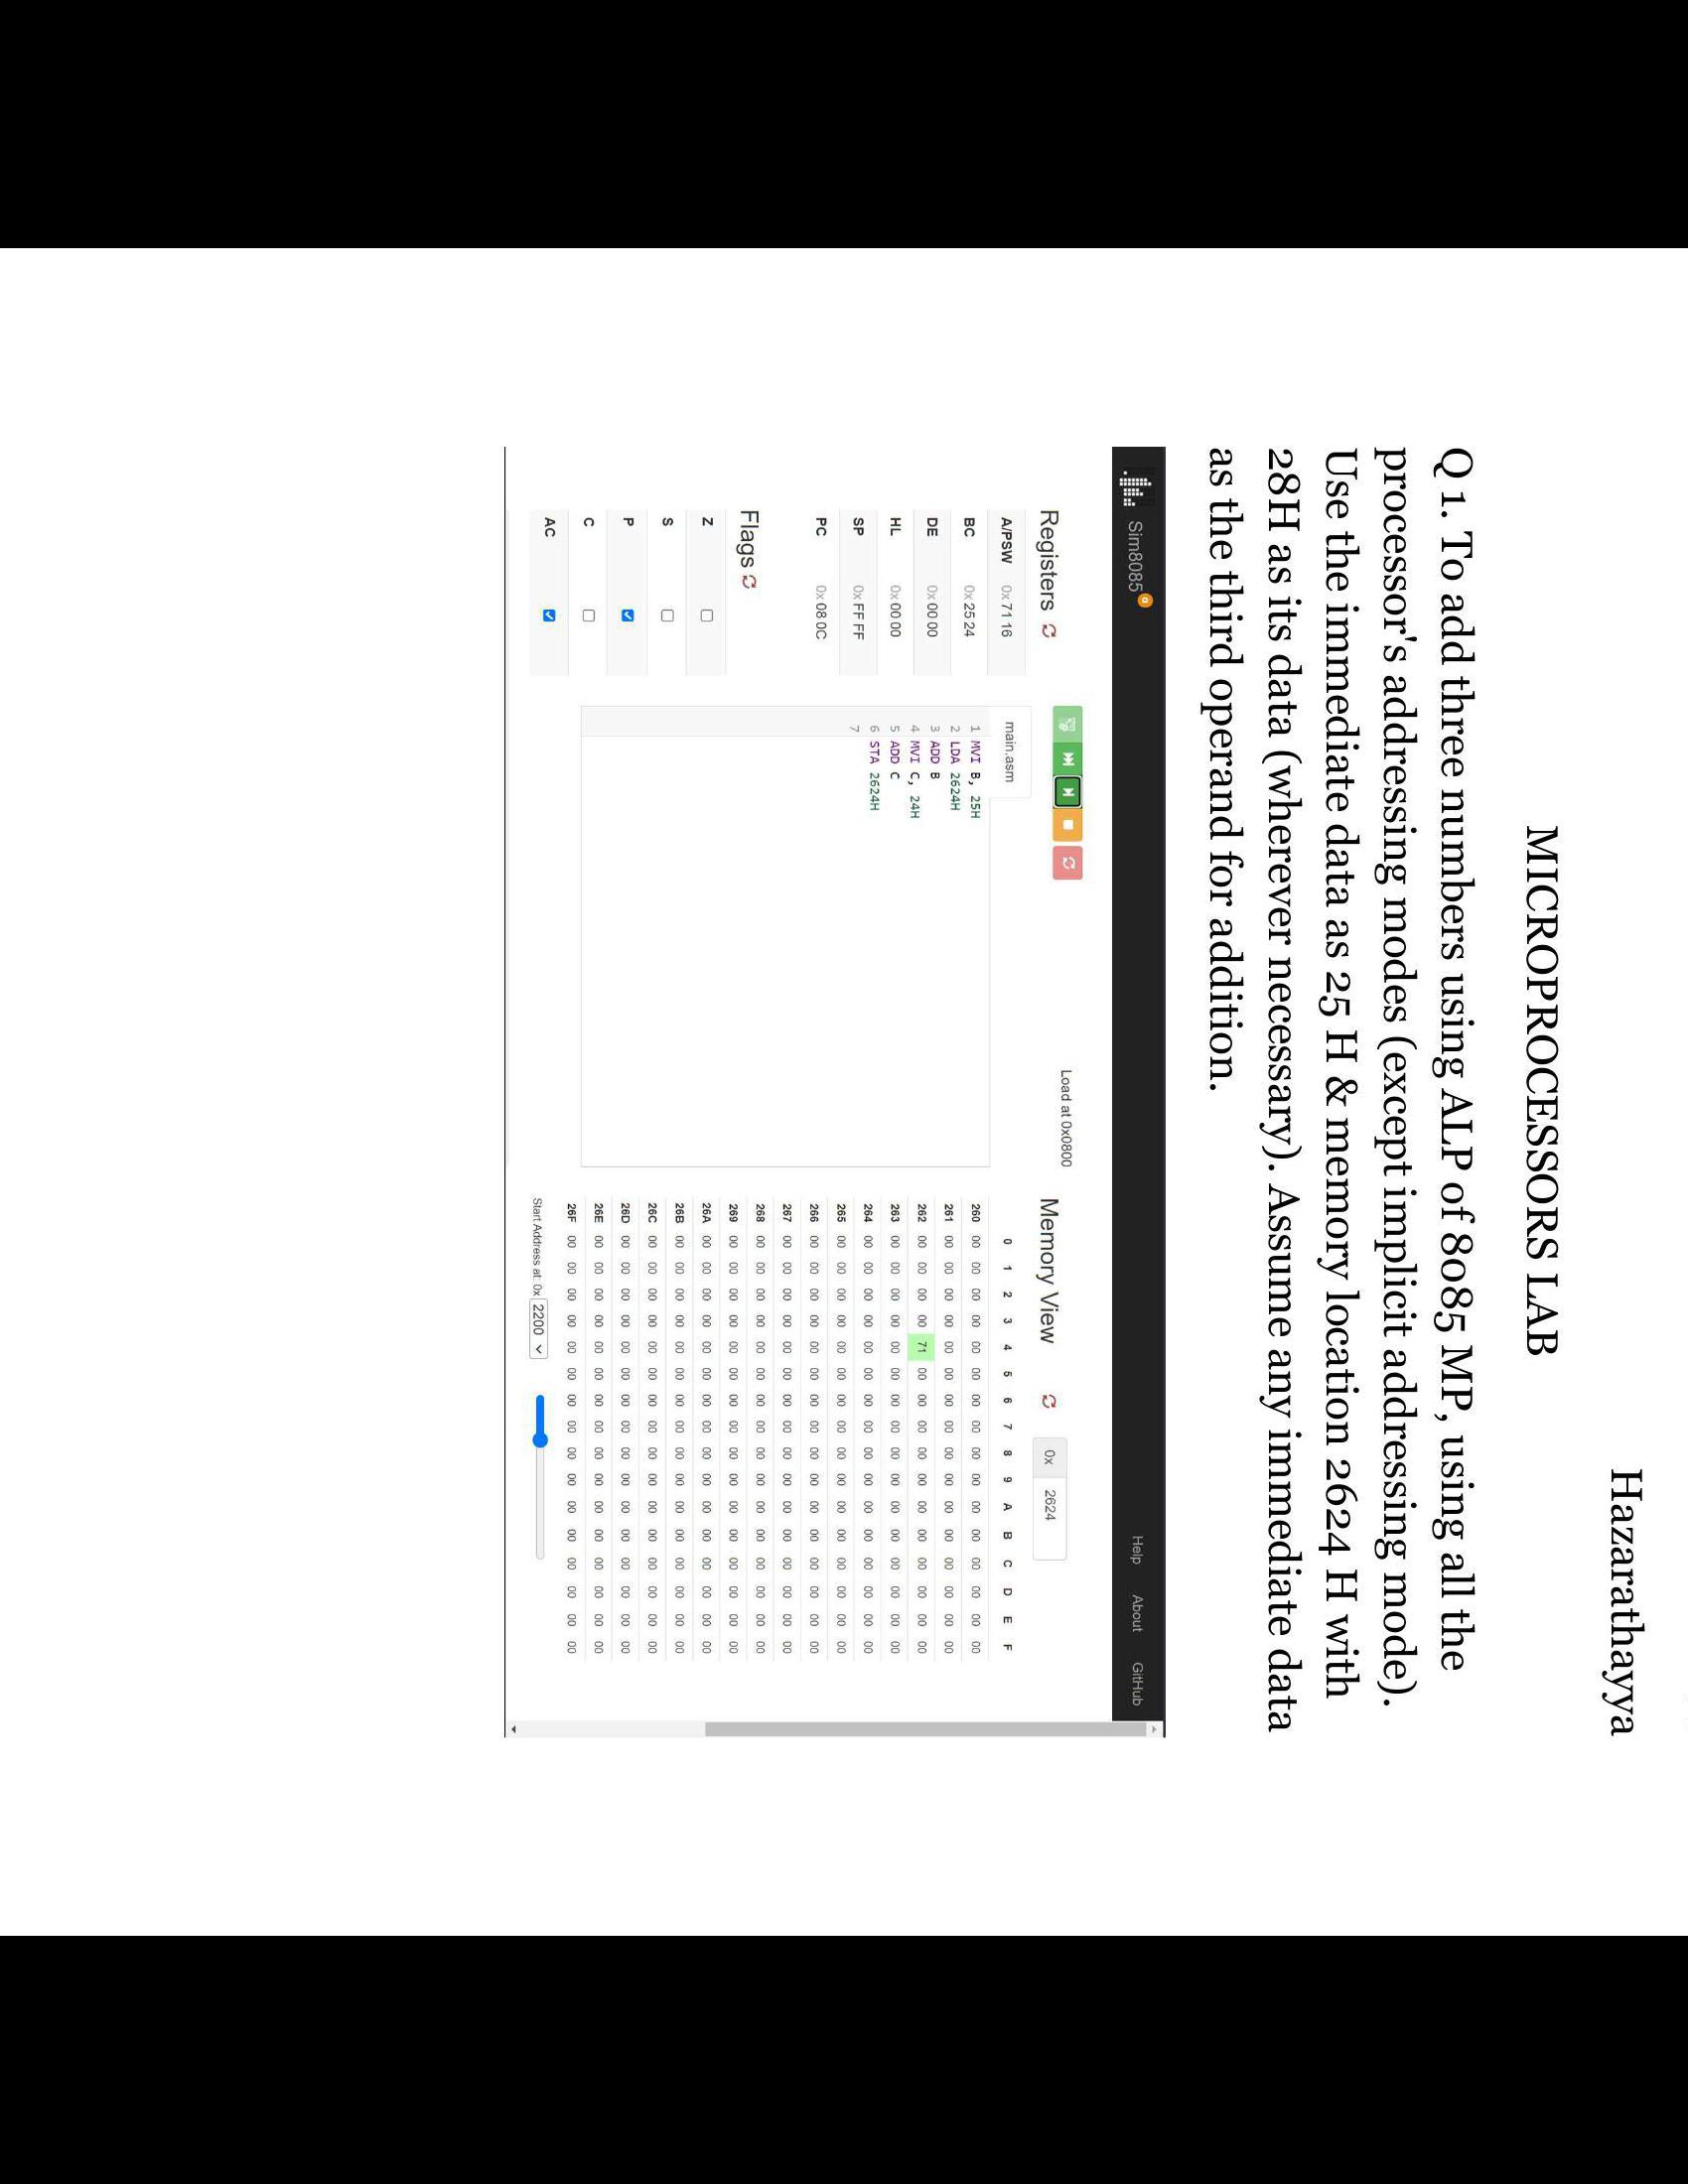 Hazarathayya
MICROPROCESSORS LAB
Q 1. To add three numbers using ALP of 8085 MP, using all the
processor's addressing modes (except implicit addressing mode).
Use the immediate data as 25 H & memory location 2624 H with
28H as its data (wherever necessary). Assume any immediate data
as the third operand for addition.
Sim8085 α
Help About GitHub
Registers
A/PSW 0x 71 16
BC 0x 25 24
DE 0x 00 00
HL 0x 00 00
SP 0x FF FF
PC 0x 08 0C
Flags
Z
S
P
C
AC
Load at 0x0800
main.asm
1 MVI B, 25H
2 LDA 2624H
3 ADD B
4 MVI C, 24H
5 ADD C
6 STA 2624H
7
Memory View
0x 2624
0 1 2 3 4 5 6 7 8 9 A B C D E F
260 00 00 00 00 00 00 00 00 00 00 00 00 00 00 00 00
261 00 00 00 00 00 00 00 00 00 00 00 00 00 00 00 00
262 00 00 00 00 71 00 00 00 00 00 00 00 00 00 00 00
263 00 00 00 00 00 00 00 00 00 00 00 00 00 00 00 00
264 00 00 00 00 00 00 00 00 00 00 00 00 00 00 00 00
265 00 00 00 00 00 00 00 00 00 00 00 00 00 00 00 00
266 00 00 00 00 00 00 00 00 00 00 00 00 00 00 00 00
267 00 00 00 00 00 00 00 00 00 00 00 00 00 00 00 00
268 00 00 00 00 00 00 00 00 00 00 00 00 00 00 00 00
269 00 00 00 00 00 00 00 00 00 00 00 00 00 00 00 00
26A 00 00 00 00 00 00 00 00 00 00 00 00 00 00 00 00
26B 00 00 00 00 00 00 00 00 00 00 00 00 00 00 00 00
26C 00 00 00 00 00 00 00 00 00 00 00 00 00 00 00 00
26D 00 00 00 00 00 00 00 00 00 00 00 00 00 00 00 00
26E 00 00 00 00 00 00 00 00 00 00 00 00 00 00 00 00
26F 00 00 00 00 00 00 00 00 00 00 00 00 00 00 00 00
Start Address at: 0x 2200